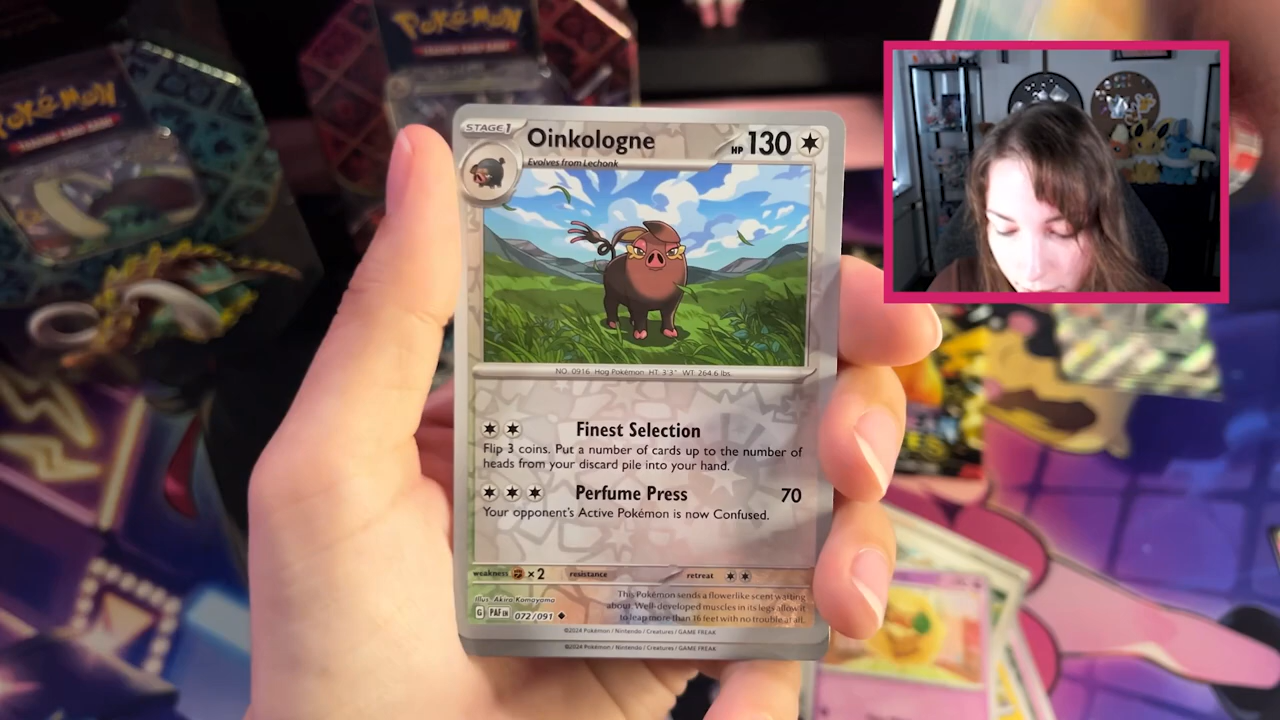 Pokémon
Pokémon
STAGE 1
Oinkologne
HP 130
Evolves from Lechonk
NO. 0916 Hog Pokémon HT: 3'3" WT: 264.6 lbs.
Finest Selection
Flip 3 coins. Put a number of cards up to the number of
heads from your discard pile into your hand.
Perfume Press 70
Your opponent's Active Pokémon is now Confused.
weakness ×2 resistance retreat
Illus. Akira Komayama
This Pokémon sends a flowerlike scent wafting
about. Well-developed muscles in its legs allow it
to leap more than 16 feet with no trouble at all.
G PAF EN 072/091
©2024 Pokémon / Nintendo / Creatures / GAME FREAK
©2024 Pokémon / Nintendo / Creatures / GAME FREAK